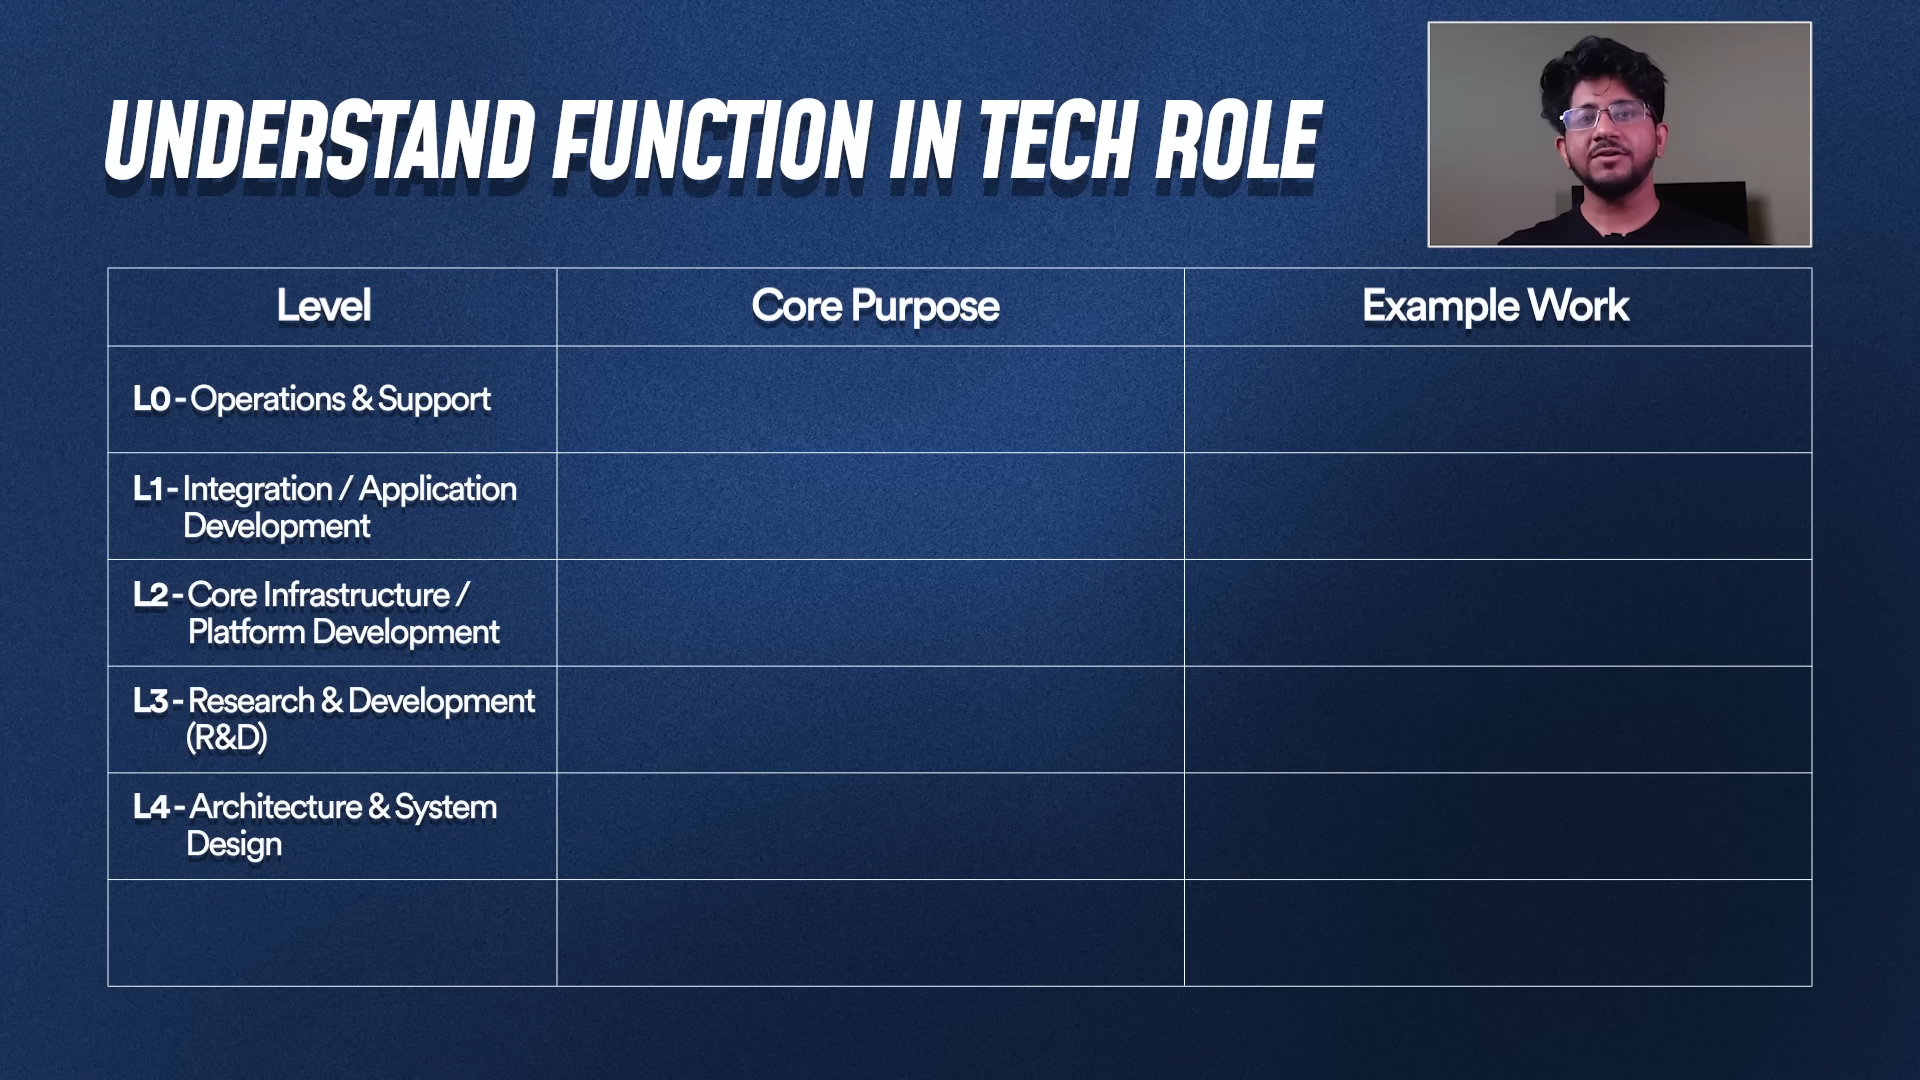 UNDERSTAND FUNCTION IN TECH ROLE
Level
Core Purpose
Example Work
L0 - Operations & Support
L1 - Integration / Application
Development
L2 - Core Infrastructure /
Platform Development
L3 - Research & Development
(R&D)
L4 - Architecture & System
Design